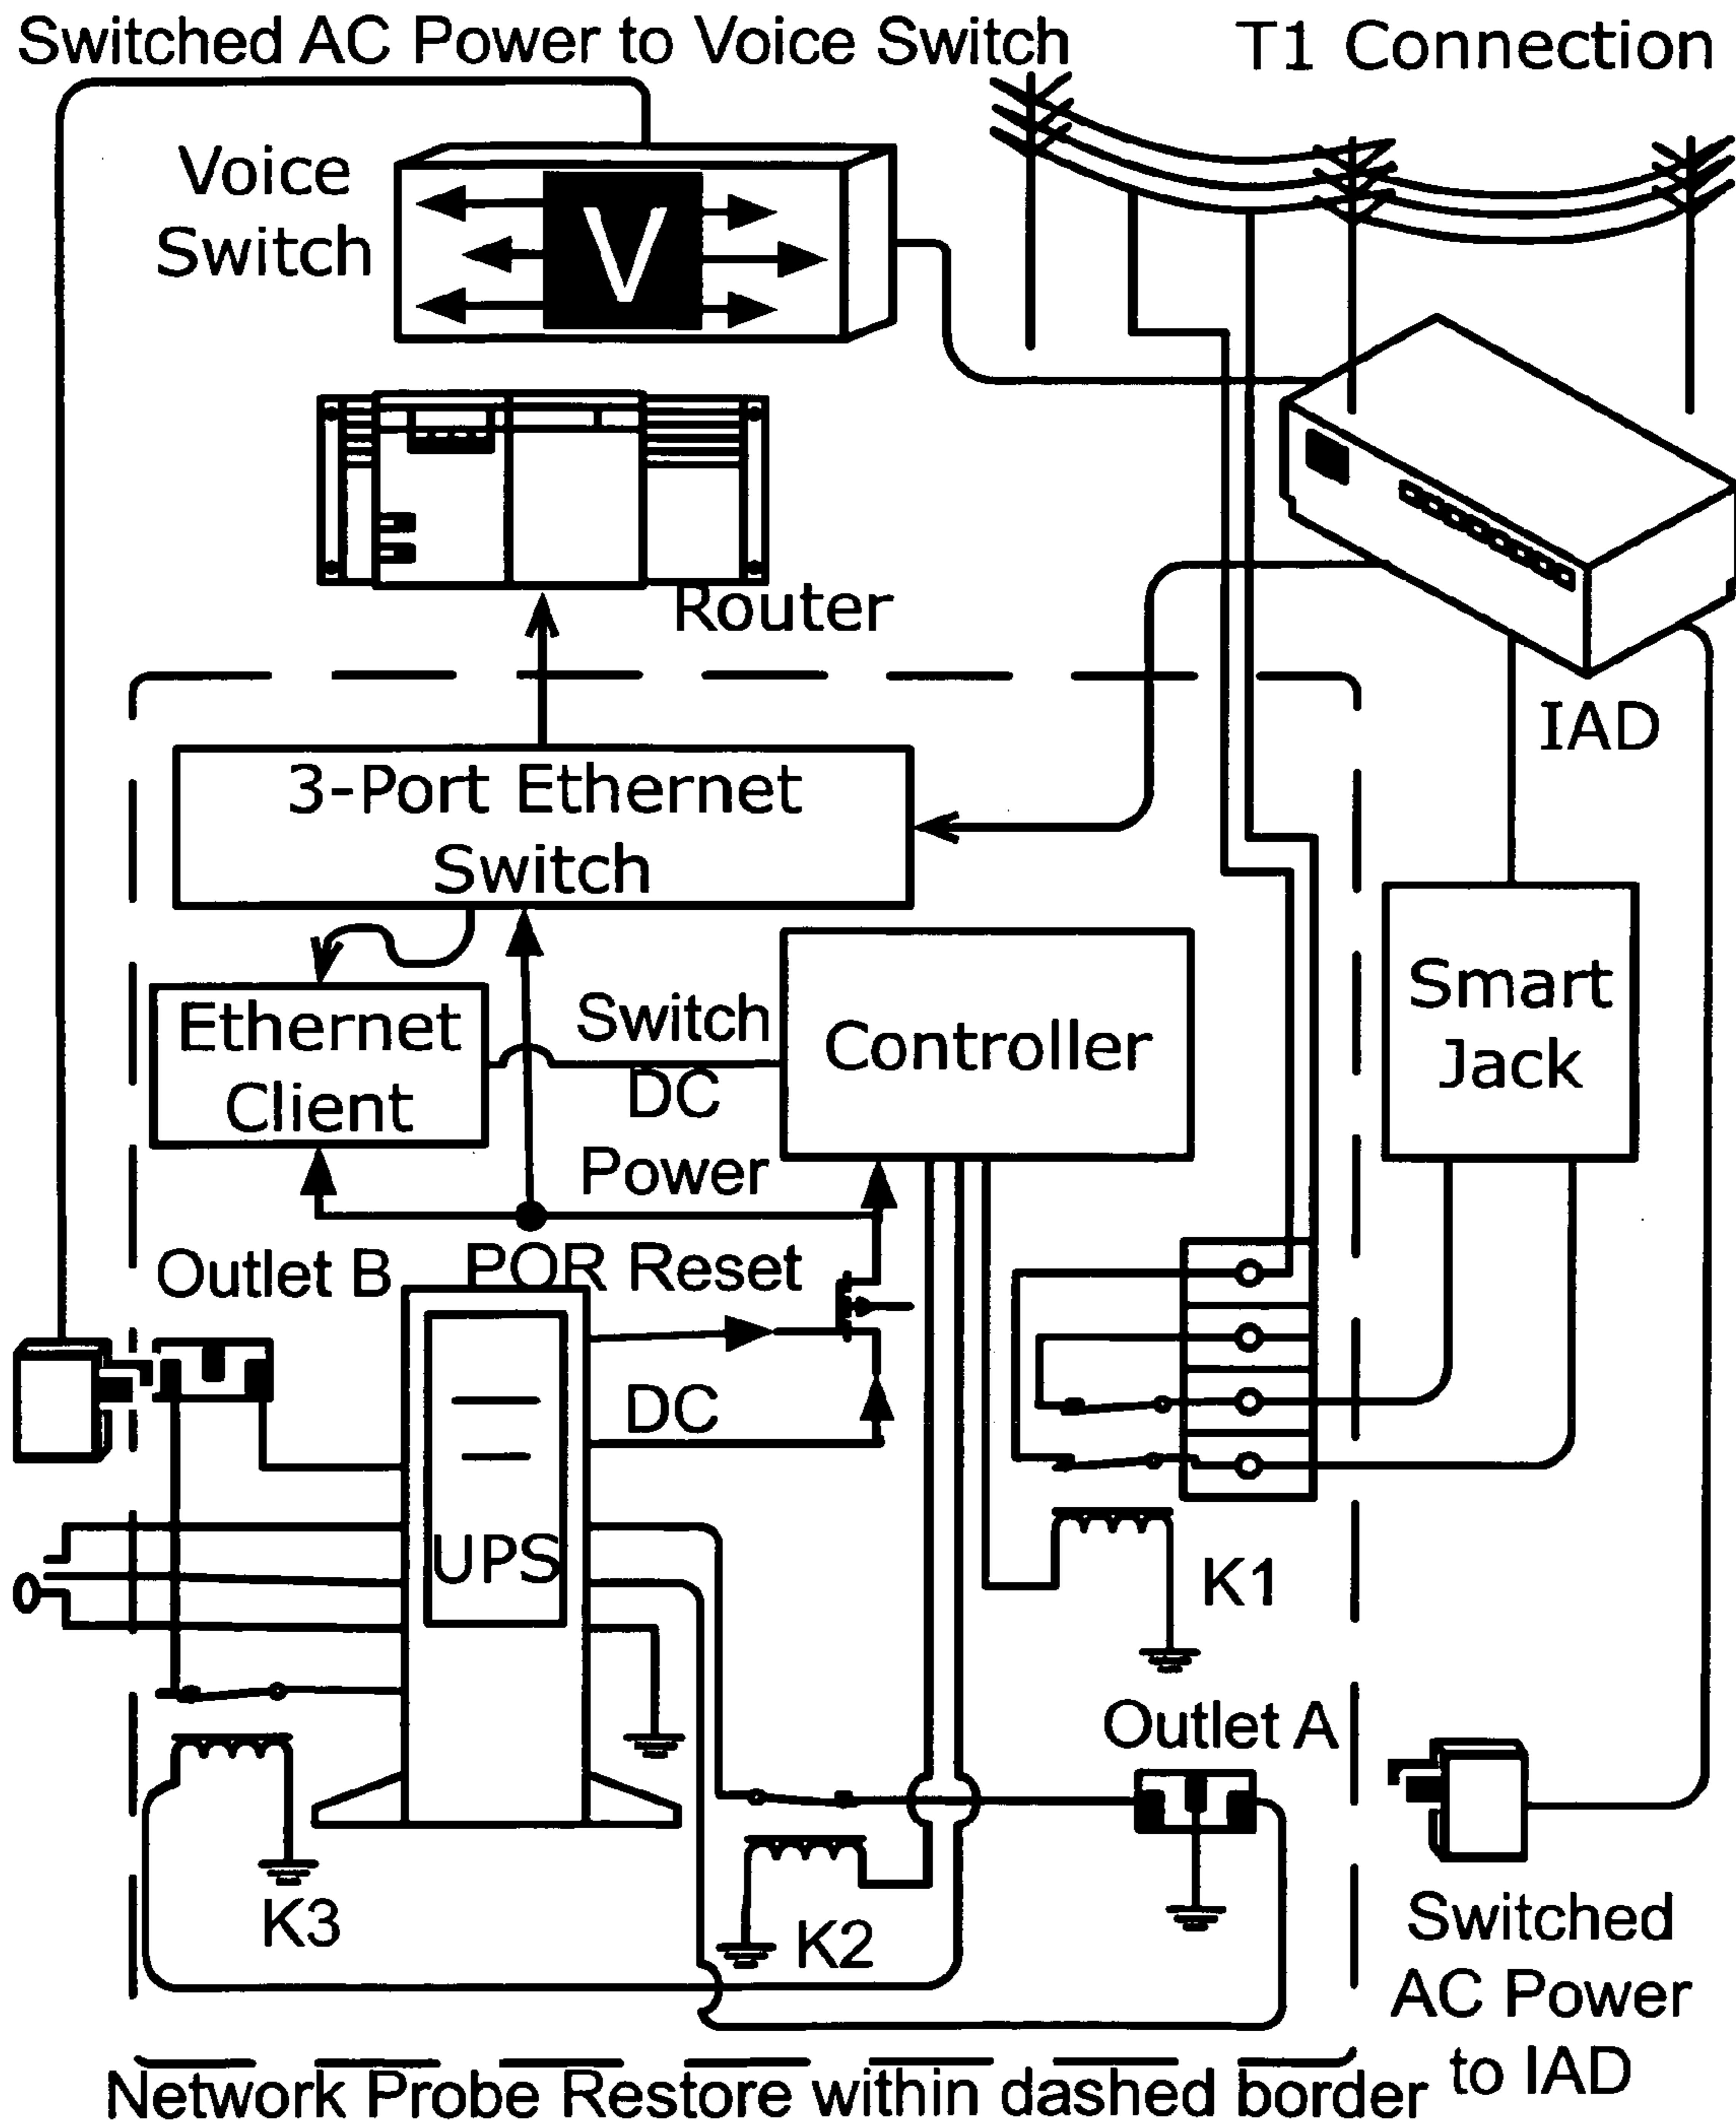 Switched AC Power to Voice Switch
T1 Connection
Voice
Switch
V
Router
IAD
3-Port Ethernet
Switch
Ethernet
Client
Switch
DC
Power
Controller
Smart
Jack
Outlet B
POR Reset
DC
UPS
K1
Outlet A
K3
K2
Switched
AC Power
to IAD
Network Probe Restore within dashed border